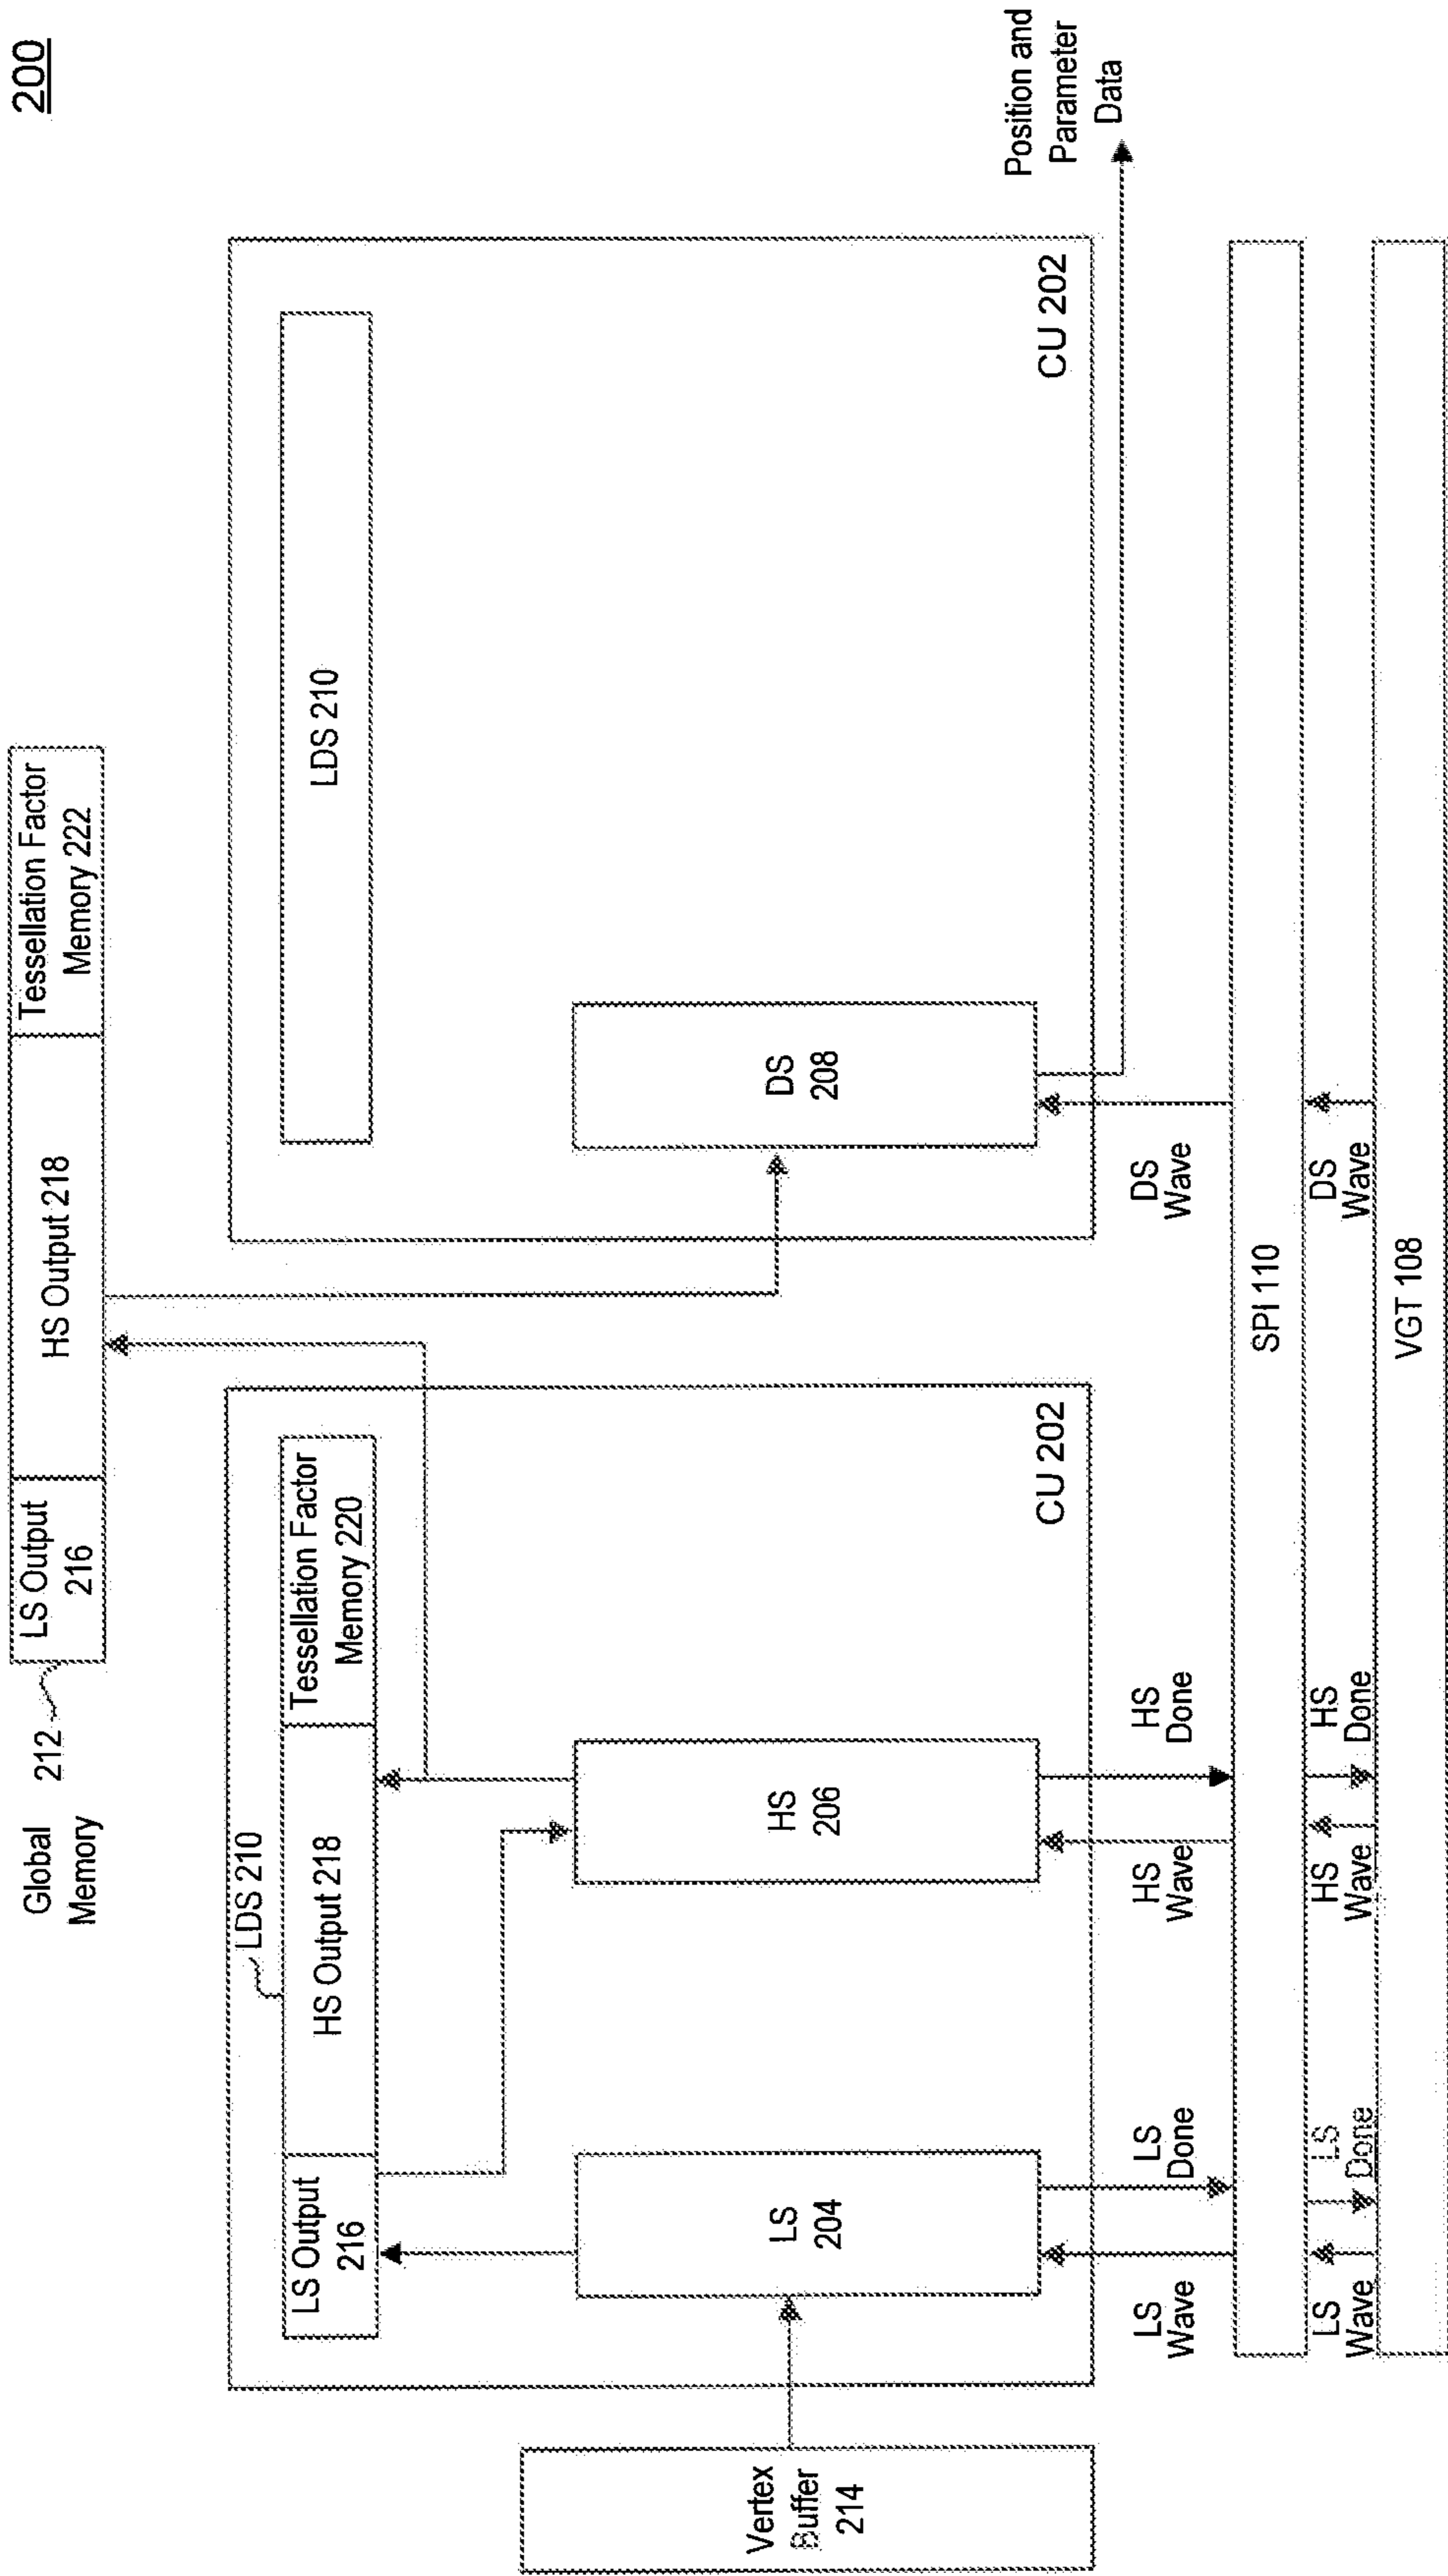 200
Global
Memory
212
LS Output
216
HS Output 218
Tessellation Factor
Memory 222
LDS 210
LS Output
216
HS Output 218
Tessellation Factor
Memory 220
LDS 210
Vertex
Buffer
214
LS
204
HS
206
DS
208
CU 202
CU 202
Position and
Parameter
Data
LS
Wave
LS
Done
HS
Wave
HS
Done
DS
Wave
SPI 110
LS
Wave
LS
Done
HS
Wave
HS
Done
DS
Wave
VGT 108